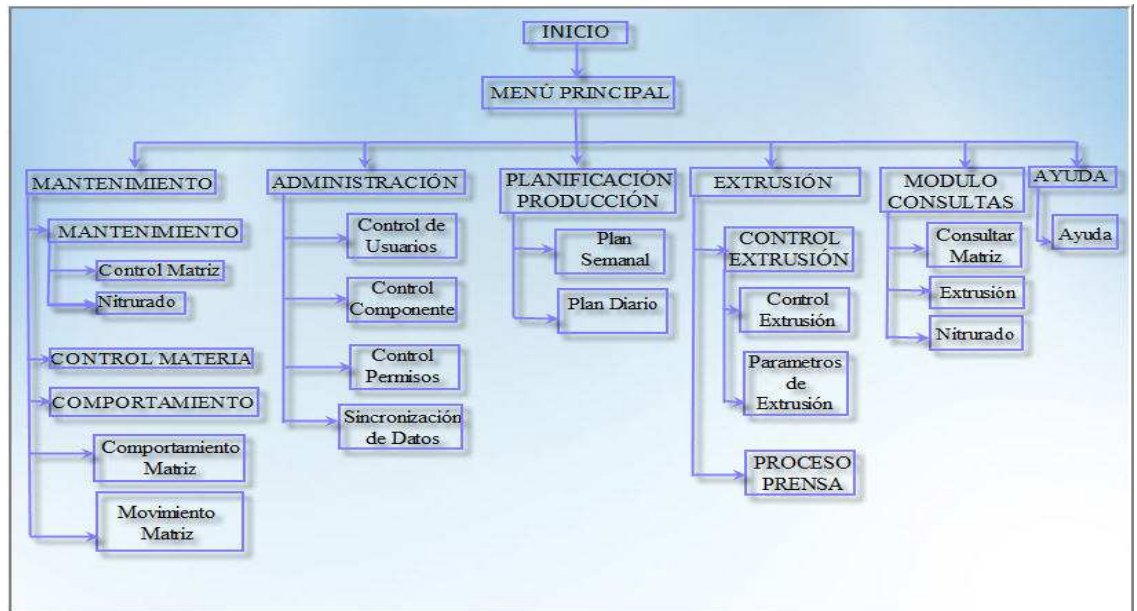 INICIO
MENÚ PRINCIPAL
MANTENIMIENTO
MANTENIMIENTO
Control Matriz
Nitrurado
CONTROL MATERIA
COMPORTAMIENTO
Comportamiento
Matriz
Movimiento
Matriz
ADMINISTRACIÓN
Control de
Usuarios
Control
Componente
Control
Permisos
Sincronización
de Datos
PLANIFICACIÓN
PRODUCCIÓN
Plan
Semanal
Plan Diario
EXTRUSIÓN
CONTROL
EXTRUSIÓN
Control
Extrusión
Parametros
de
Extrusión
PROCESO
PRENSA
MODULO
CONSULTAS
Consultar
Matriz
Extrusión
Nitrurado
AYUDA
Ayuda